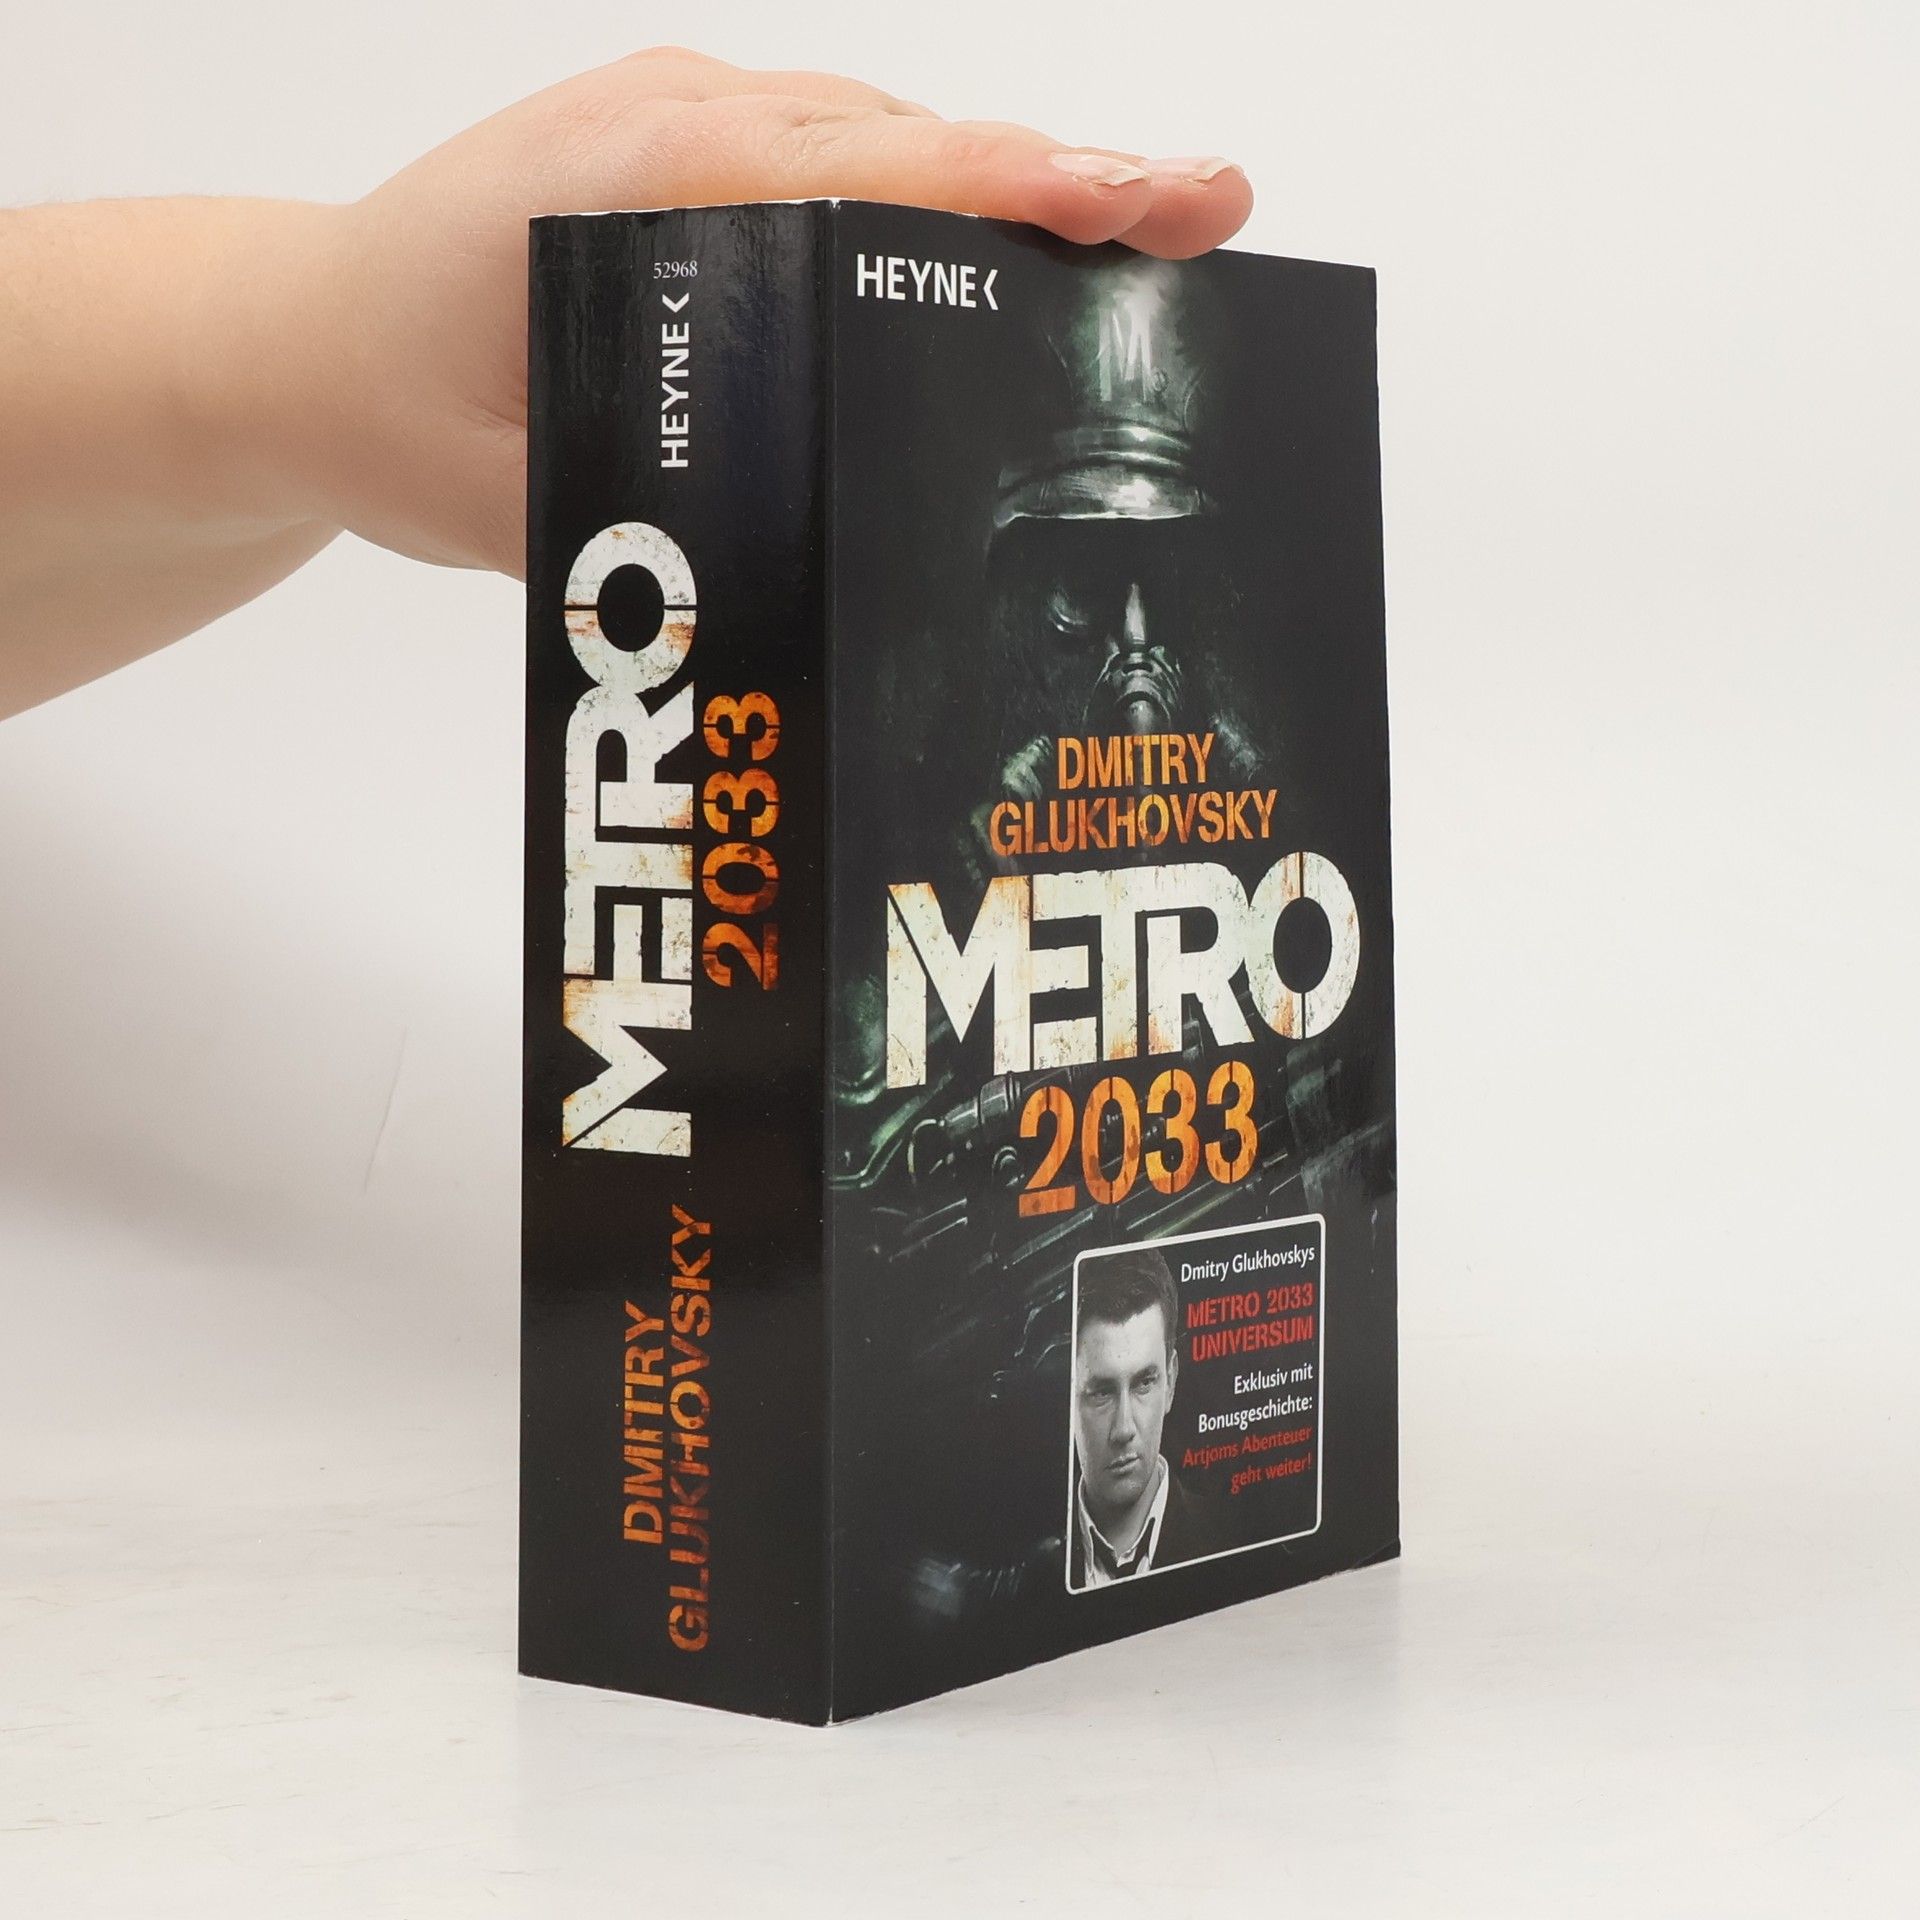 52968
HEYNE<
METRO
2033
DMITRY
GLUKHOVSKY
HEYNE<
M
DMITRY
GLUKHOVSKY
METRO
2033
Dmitry Glukhovskys
METRO 2033
UNIVERSUM
Exklusiv mit
Bonusgeschichte:
Artjoms Abenteuer
geht weiter!